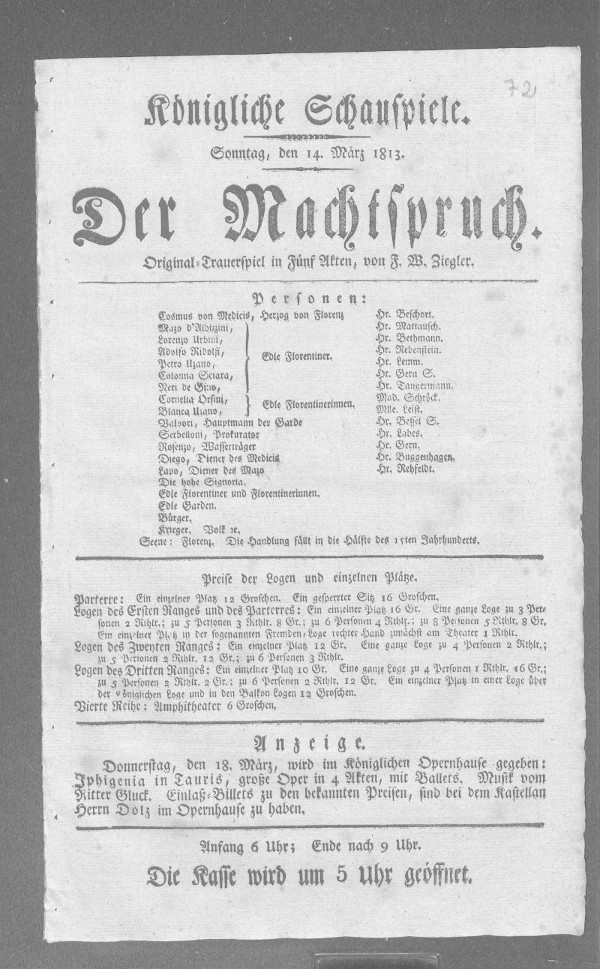 72
Königliche Schauspiele.
Sonntag, den 14. März 1813.
Der Machtspruch.
Original-Trauerspiel in Fünf Akten, von F. W. Ziegler.
Personen:
Cosmus von Medicis, Herzog von Florenz Hr. Beschort.
Mazo d'Albizzini, Hr. Mattausch.
Lorenzo Urbini, Hr. Bethmann.
Adolfo Ridolfi, Hr. Rebenstein.
Petro Uzano, Edle Florentiner. Hr. Lemm.
Colonna Sciara, Hr. Gern S.
Neri de Gino, Hr. Tangermann.
Cornelia Orsini, Mad. Schröck.
Bianca Uzano, Edle Florentinerinnen. Mlle. Leist.
Valvori, Hauptmann der Garde Hr. Bessel S.
Serbelloni, Prokurator Hr. Labes.
Rosenzo, Wasserträger Hr. Gern.
Diego, Diener des Medicis Hr. Buggenhagen.
Lapo, Diener des Mazo Hr. Rehfeldt.
Die hohe Signoria.
Edle Florentiner und Florentinerinnen.
Edle Garden.
Bürger.
Krieger. Volk ꝛc.
Scene: Florenz. Die Handlung fällt in die Hälfte des 15ten Jahrhunderts.
Preise der Logen und einzelnen Plätze.
Parkerre: Ein einzelner Platz 12 Groschen. Ein gesperrter Sitz 16 Groschen.
Logen des Ersten Ranges und des Parterres: Ein einzelner Platz 16 Gr. Eine ganze Loge zu 3 Per-
sonen 2 Rthlr.; zu 5 Personen 3 Rthlr. 8 Gr.; zu 6 Personen 4 Rthlr.; zu 8 Personen 5 Rthlr. 8 Gr.
Ein einzelner Platz in der sogenannten Fremden-Loge rechter Hand zunächst am Theater 1 Rthlr.
Logen des Zweyten Ranges: Ein einzelner Platz 12 Gr. Eine ganze Loge zu 4 Personen 2 Rthlr.;
zu 5 Personen 2 Rthlr. 12 Gr.; zu 6 Personen 3 Rthlr.
Logen des Dritten Ranges: Ein einzelner Platz 10 Gr. Eine ganze Loge zu 4 Personen 1 Rthlr. 16 Gr.;
zu 5 Personen 2 Rthlr. 2 Gr.; zu 6 Personen 2 Rthlr. 12 Gr. Ein einzelner Platz in einer Loge über
der Königlichen Loge und in den Balkon Logen 12 Groschen.
Vierte Reihe: Amphitheater 6 Groschen.
Anzeige.
Donnerstag, den 18. März, wird im Königlichen Opernhause gegeben:
Iphigenia in Tauris, große Oper in 4 Akten, mit Ballets. Musik vom
Ritter Gluck. Einlaß-Billets zu den bekannten Preisen, sind bei dem Kastellan
Herrn Dolz im Opernhause zu haben.
Anfang 6 Uhr; Ende nach 9 Uhr.
Die Kasse wird um 5 Uhr geöffnet.